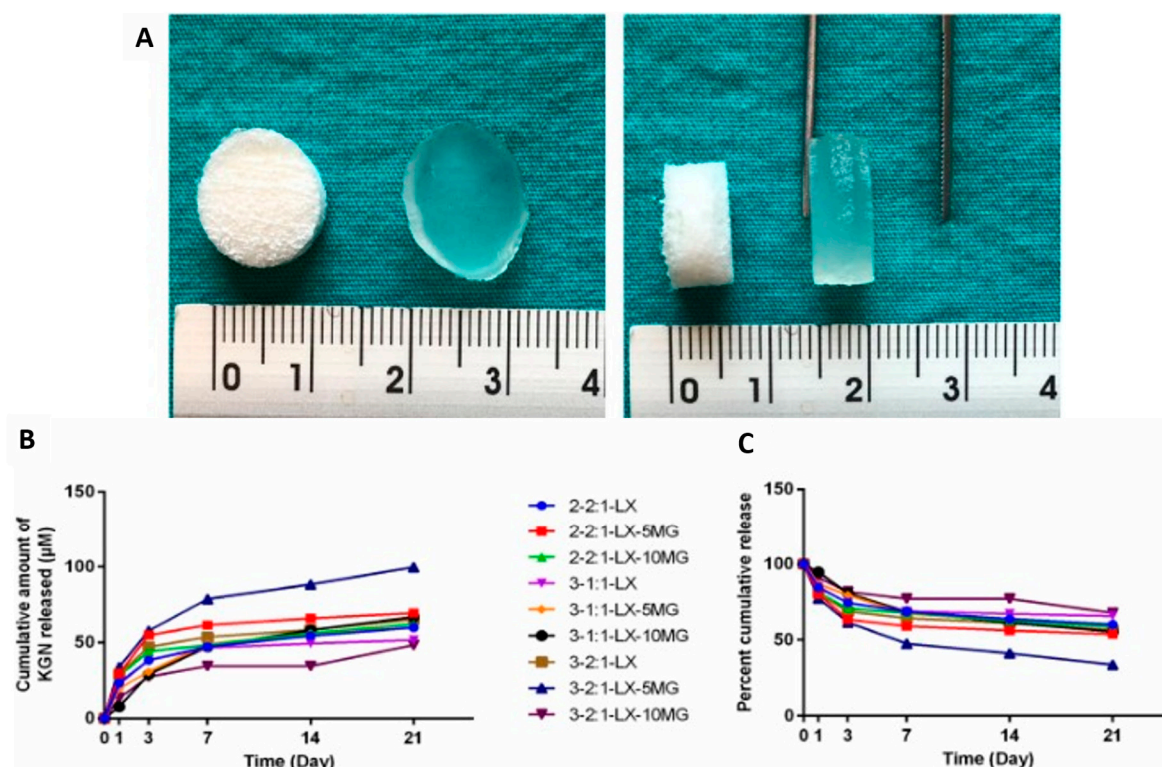 A
0 1 2 3 4
0 1 2 3 4
B
C
150
100
50
0
Cumulative amount of
KGN released (µM)
0 1 3 7 14 21
Time (Day)
2-2:1-LX
2-2:1-LX-5MG
2-2:1-LX-10MG
3-1:1-LX
3-1:1-LX-5MG
3-1:1-LX-10MG
3-2:1-LX
3-2:1-LX-5MG
3-2:1-LX-10MG
150
100
50
0
Percent cumulative release
0 1 3 7 14 21
Time (Day)